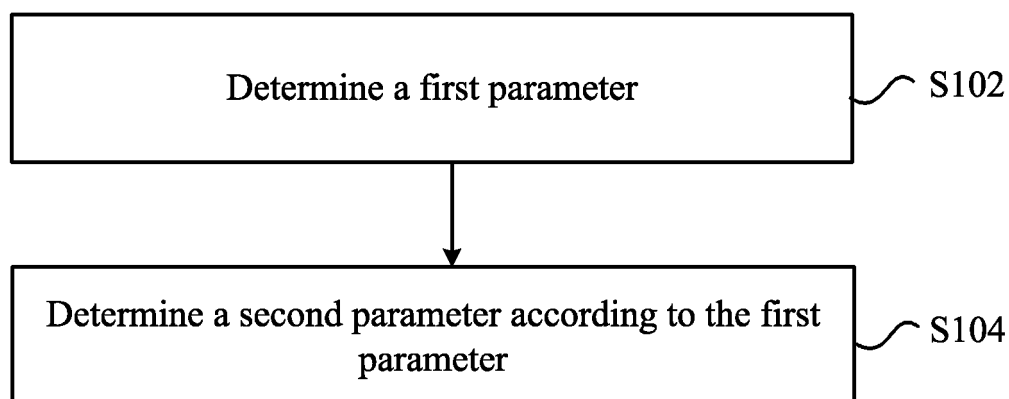 Determine a first parameter
S102
Determine a second parameter according to the first
parameter
S104